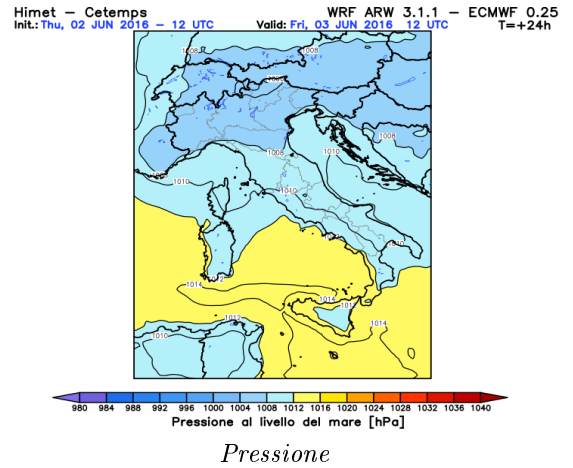 Himet – Cetemps WRF ARW 3.1.1 – ECMWF 0.25
Init.: Thu, 02 JUN 2016 – 12 UTC Valid: Fri, 03 JUN 2016 12 UTC T=+24h
1008 1008
1008
1008
1010
1010
1010
1010
1012
1014
1014
1014
1012
1010
980 984 988 992 996 1000 1004 1008 1012 1016 1020 1024 1028 1032 1036 1040
Pressione al livello del mare [hPa]
Pressione